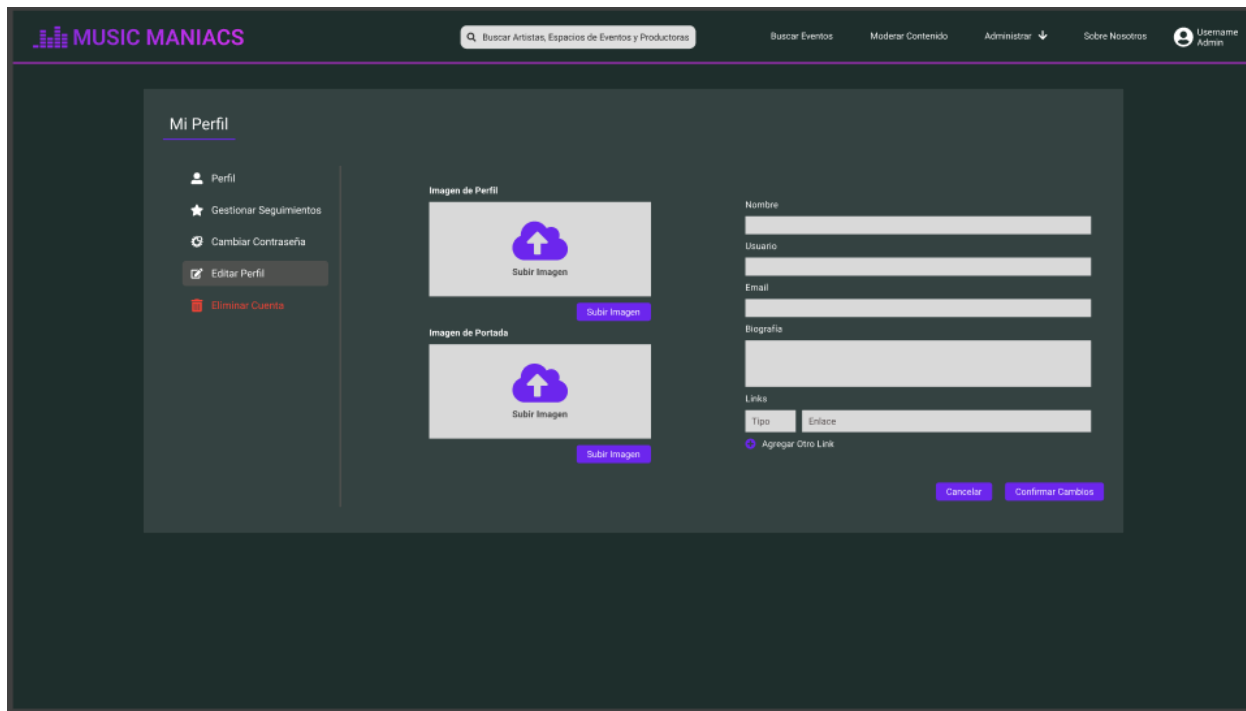 MUSIC MANIACS
Buscar Artistas, Espacios de Eventos y Productoras
Buscar Eventos
Moderar Contenido
Administrar
Sobre Nosotros
Username
Admin
Mi Perfil
Perfil
Gestionar Seguimientos
Cambiar Contraseña
Editar Perfil
Eliminar Cuenta
Imagen de Perfil
Subir Imagen
Subir Imagen
Imagen de Portada
Subir Imagen
Subir Imagen
Nombre
Usuario
Email
Biografía
Links
Tipo
Enlace
Agregar Otro Link
Cancelar
Confirmar Cambios